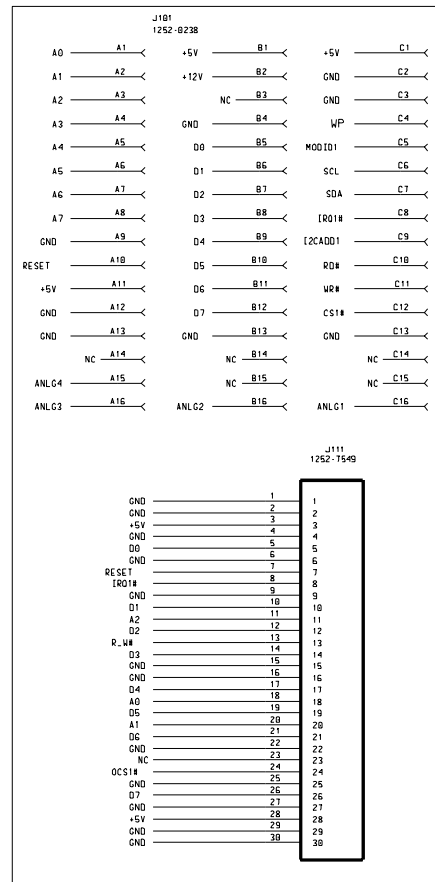 J101
1252-0238
A0 A1 +5V B1 +5V C1
A1 A2 +12V B2 GND C2
A2 A3 NC B3 GND C3
A3 A4 GND B4 WP C4
A4 A5 D0 B5 MODID1 C5
A5 A6 D1 B6 SCL C6
A6 A7 D2 B7 SDA C7
A7 A8 D3 B8 IRQ1# C8
GND A9 D4 B9 I2CADD1 C9
RESET A10 D5 B10 RD# C10
+5V A11 D6 B11 WR# C11
GND A12 D7 B12 CS1# C12
GND A13 GND B13 GND C13
NC A14 NC B14 NC C14
ANLG4 A15 NC B15 NC C15
ANLG3 A16 ANLG2 B16 ANLG1 C16
J111
1252-7549
GND 1 1
GND 2 2
+5V 3 3
GND 4 4
D0 5 5
GND 6 6
RESET 7 7
IRQ1# 8 8
GND 9 9
D1 10 10
A2 11 11
D2 12 12
R_W# 13 13
D3 14 14
GND 15 15
GND 16 16
D4 17 17
A0 18 18
D5 19 19
A1 20 20
D6 21 21
GND 22 22
NC 23 23
OCS1# 24 24
GND 25 25
D7 26 26
GND 27 27
+5V 28 28
GND 29 29
GND 30 30